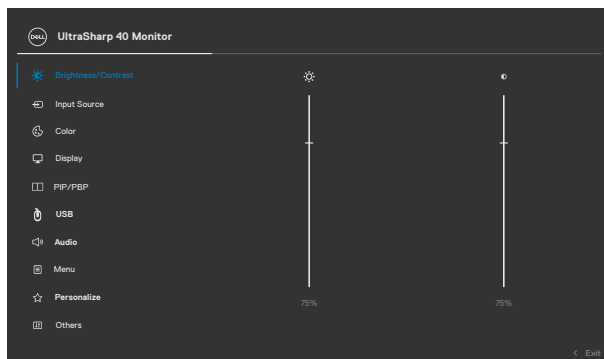 DELL
UltraSharp 40 Monitor
Brightness/Contrast
Input Source
Color
Display
PIP/PBP
USB
Audio
Menu
Personalize
Others
75%
75%
< Exit